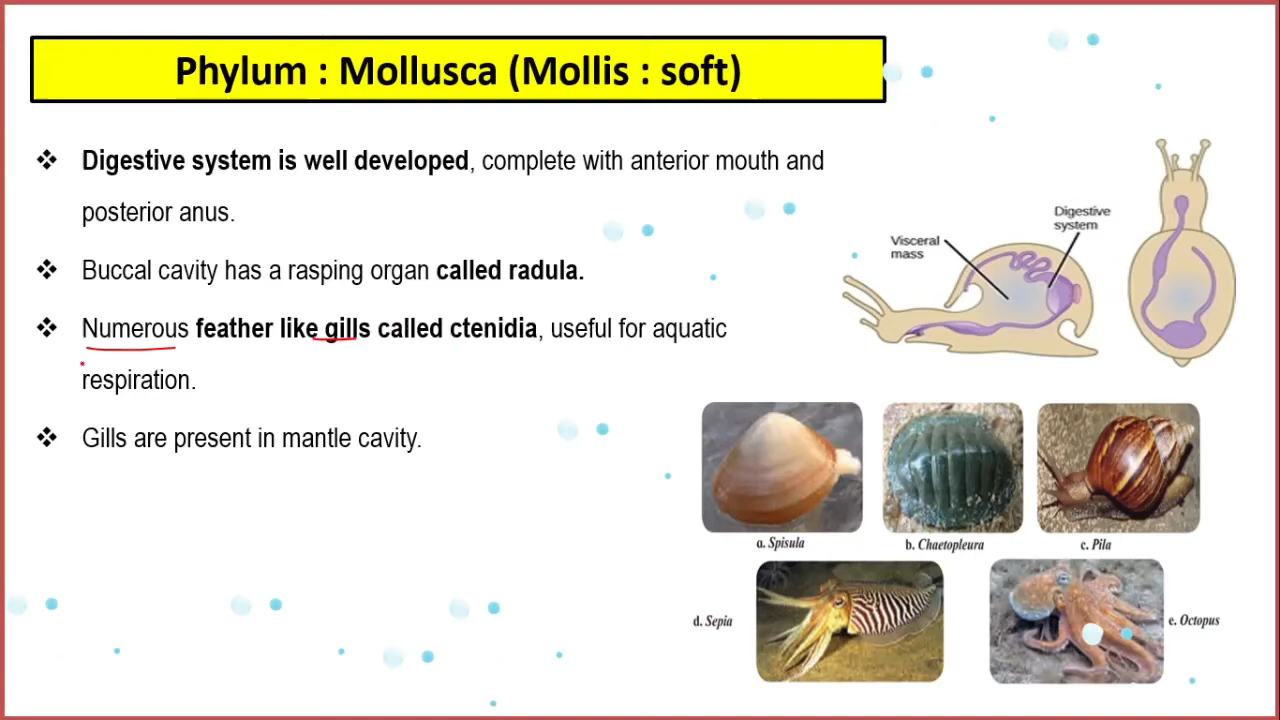 Phylum : Mollusca (Mollis : soft)
❖ Digestive system is well developed, complete with anterior mouth and
posterior anus.
❖ Buccal cavity has a rasping organ called radula.
❖ Numerous feather like gills called ctenidia, useful for aquatic
respiration.
❖ Gills are present in mantle cavity.
Digestive
system
Visceral
mass
a. Spisula
b. Chaetopleura
c. Pila
d. Sepia
e. Octopus